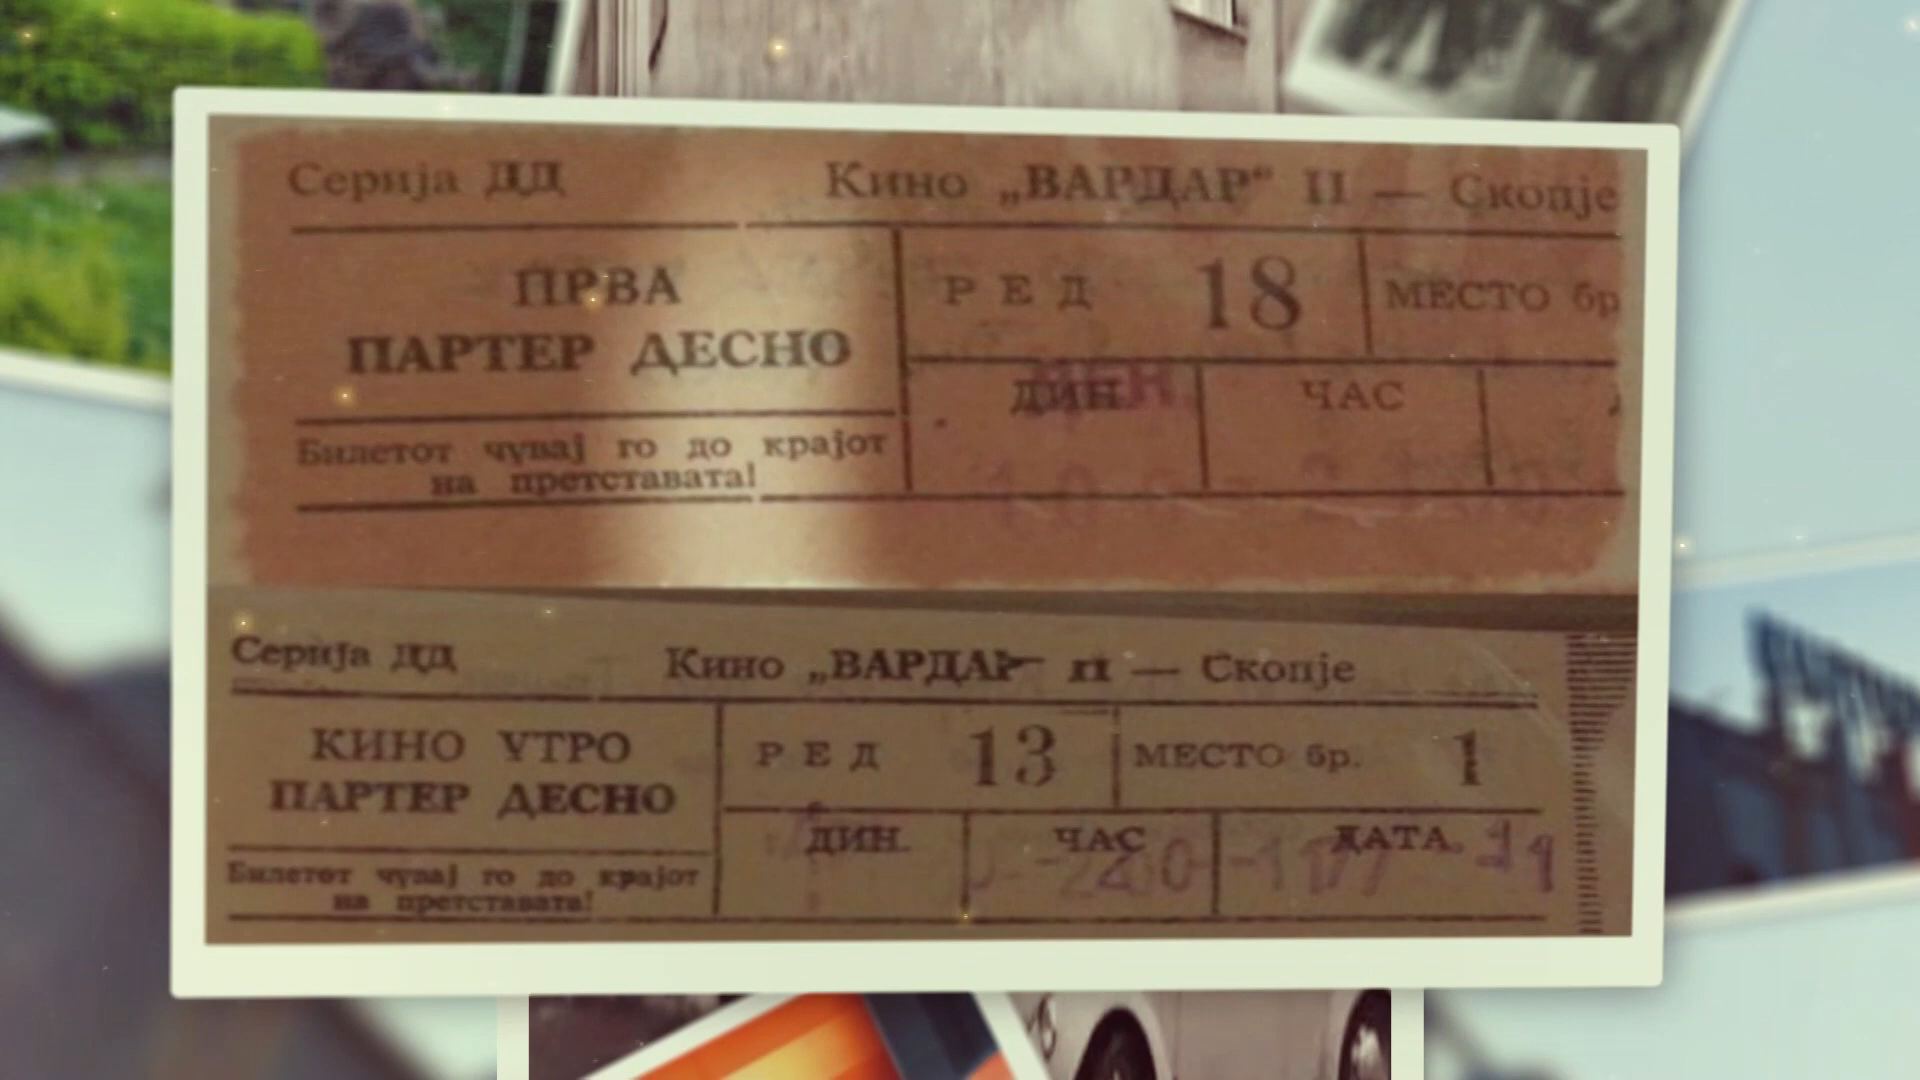 Серија ДД Кино „ВАРДАР“ II — Скопје
ПРВА
ПАРТЕР ДЕСНО
РЕД 18 МЕСТО бр
ДИН. ЧАС
Билетот чувај го до крајот
на претставата!
Серија ДД Кино „ВАРДАР II — Скопје
КИНО УТРО
ПАРТЕР ДЕСНО
РЕД 13 МЕСТО бр. 1
ДИН. ЧАС ДАТА
Билетот чувај го до крајот
на претставата!